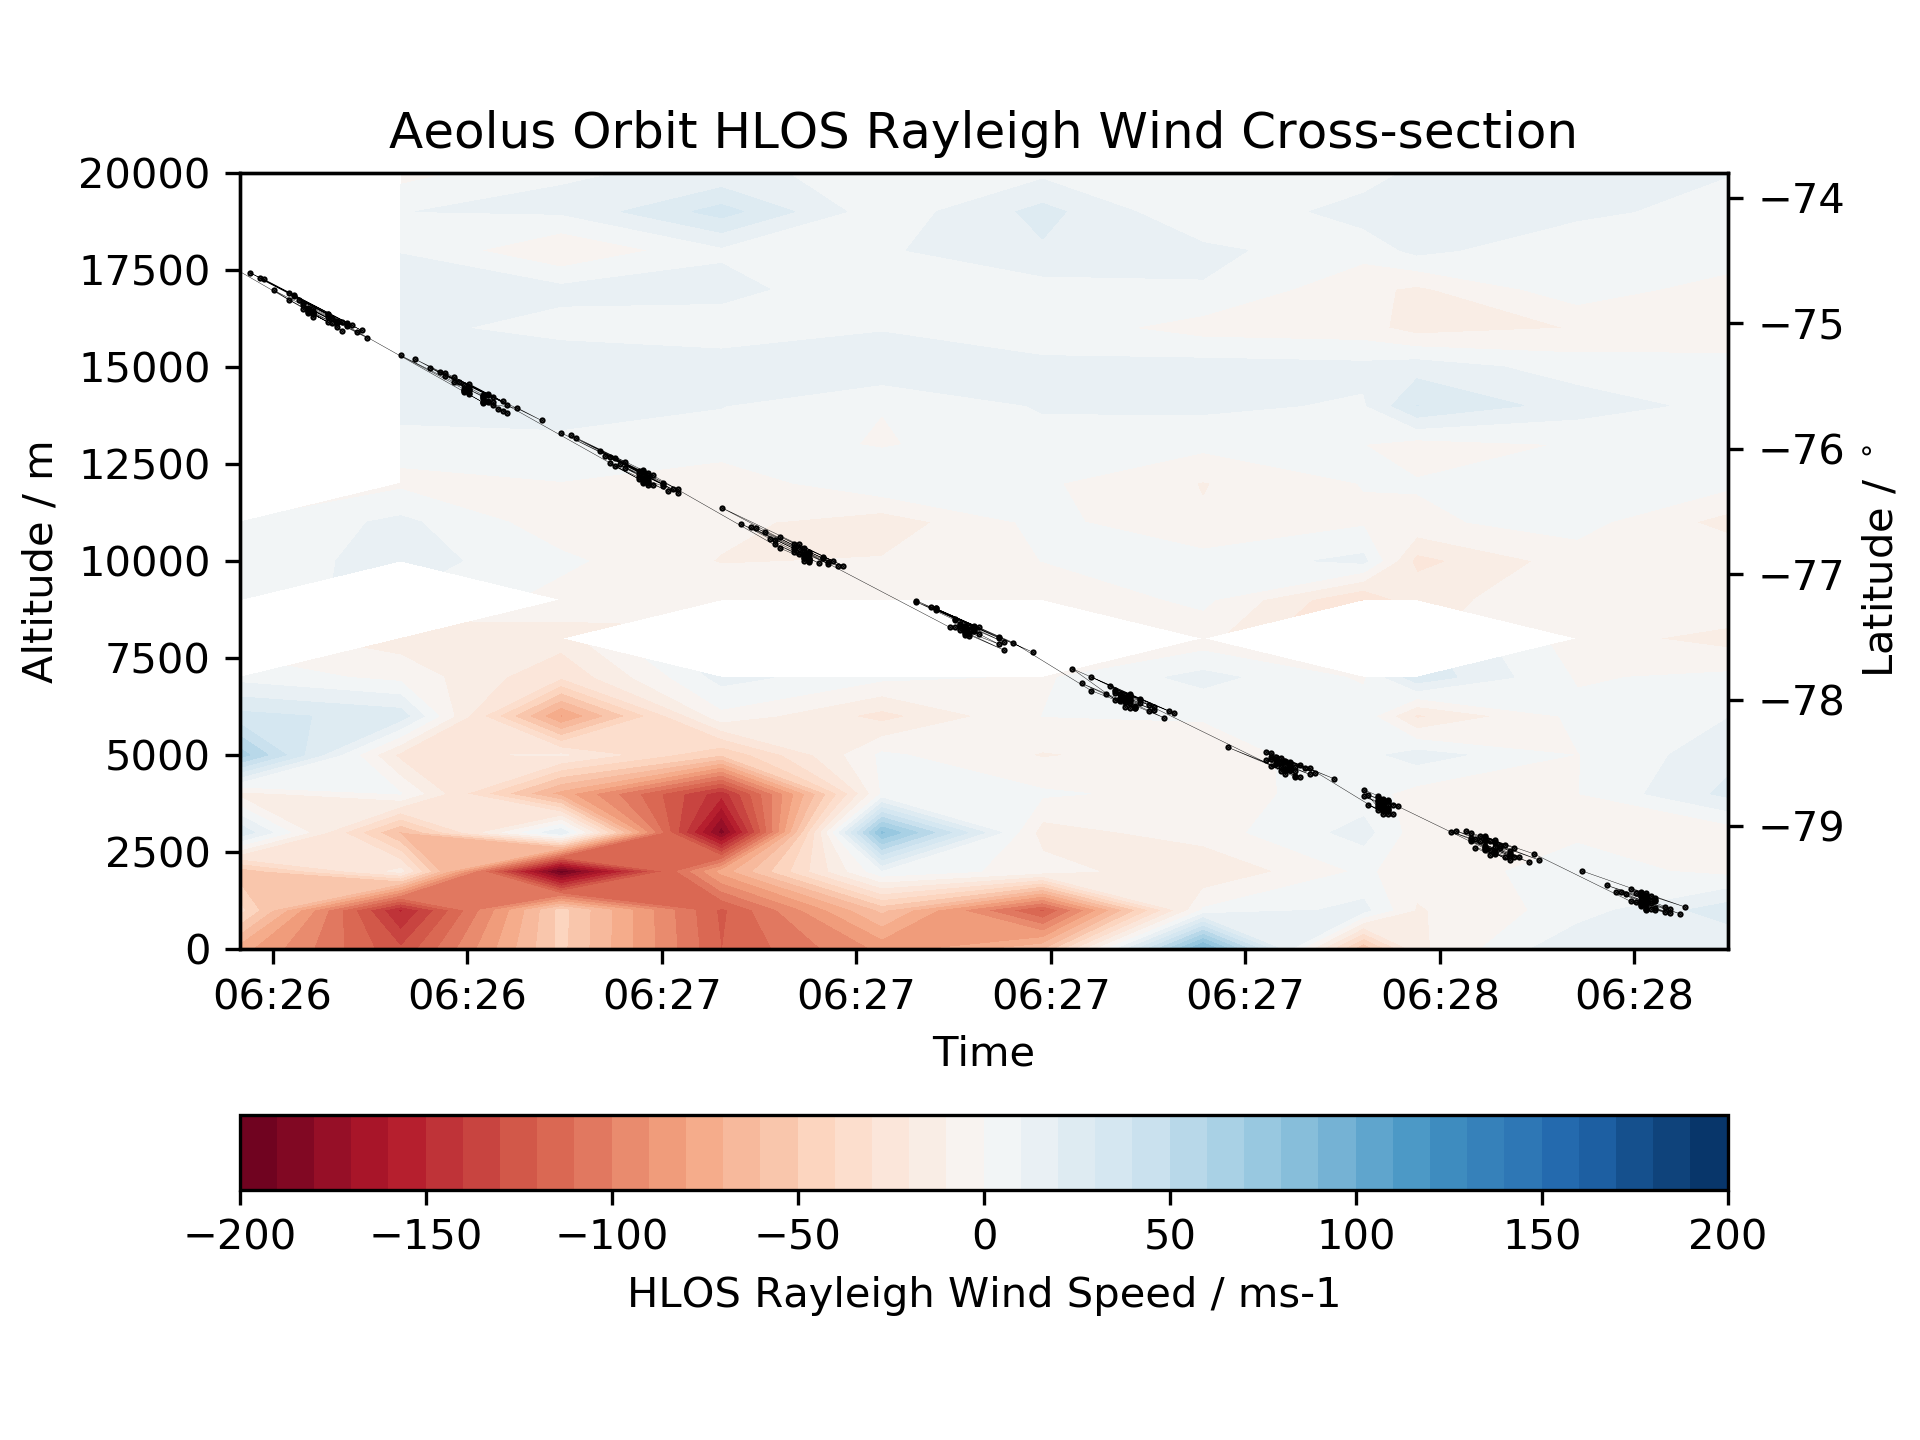 Aeolus Orbit HLOS Rayleigh Wind Cross-section
20000
17500
15000
12500
10000
7500
5000
2500
0
Altitude / m
−74
−75
−76
−77
−78
−79
Latitude / °
06:26 06:26 06:27 06:27 06:27 06:27 06:28 06:28
Time
−200 −150 −100 −50 0 50 100 150 200
HLOS Rayleigh Wind Speed / ms-1